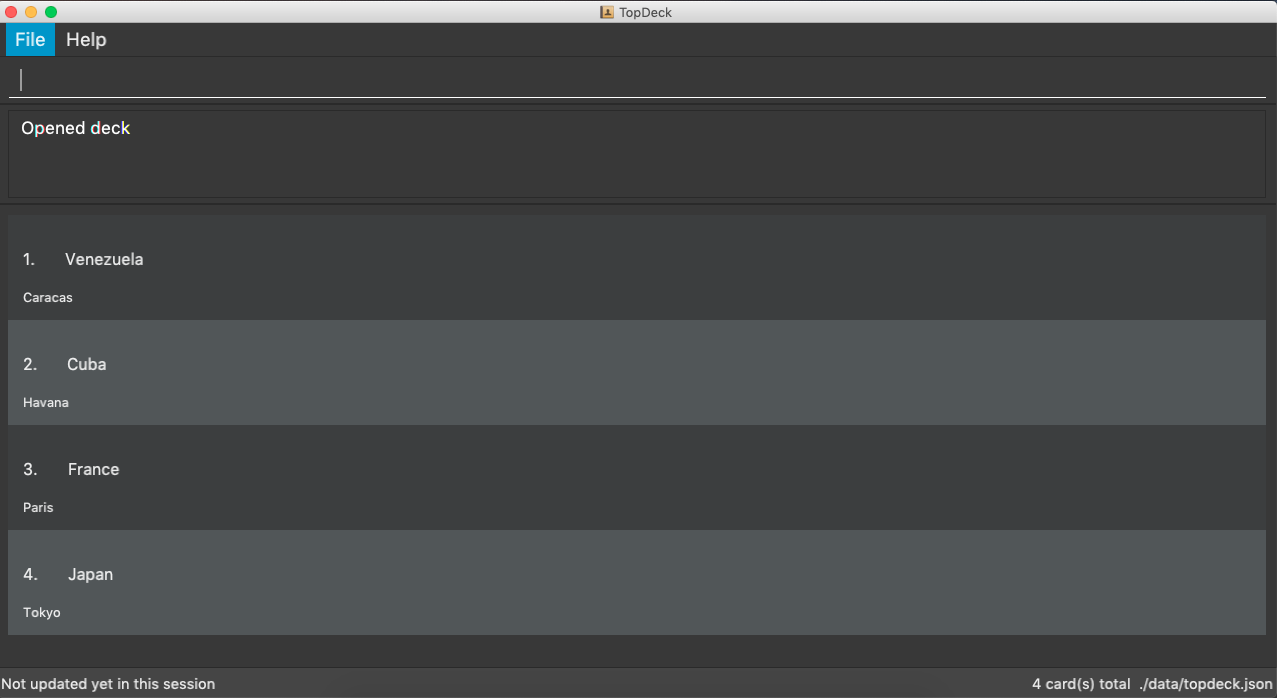 TopDeck
File Help
Opened deck
1. Venezuela
Caracas
2. Cuba
Havana
3. France
Paris
4. Japan
Tokyo
Not updated yet in this session 4 card(s) total ./data/topdeck.json